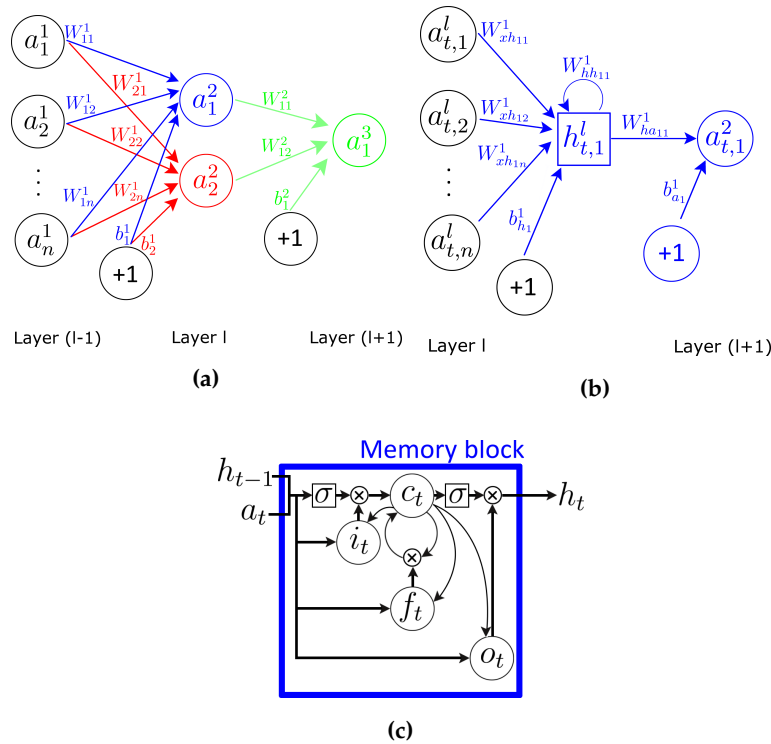 a_1^1
W_{11}^1
W_{21}^1
a_2^1
W_{12}^1
W_{22}^1
⋮
W_{1n}^1
W_{2n}^1
a_n^1
b_1^1
b_2^1
+1
a_1^2
a_2^2
W_{11}^2
W_{12}^2
a_1^3
b_1^2
+1
Layer (l-1) Layer l Layer (l+1)
(a)
a_{t,1}^l
W_{xh_{11}}^1
a_{t,2}^l
W_{xh_{12}}^1
⋮
W_{xh_{1n}}^1
a_{t,n}^l
W_{hh_{11}}^1
h_{t,1}^l
W_{ha_{11}}^1
a_{t,1}^2
b_{h_1}^1
+1
b_{a_1}^1
+1
Layer l Layer (l+1)
(b)
Memory block
h_{t-1}
a_t
σ ⊗ c_t σ ⊗ h_t
i_t
⊗
f_t
o_t
(c)